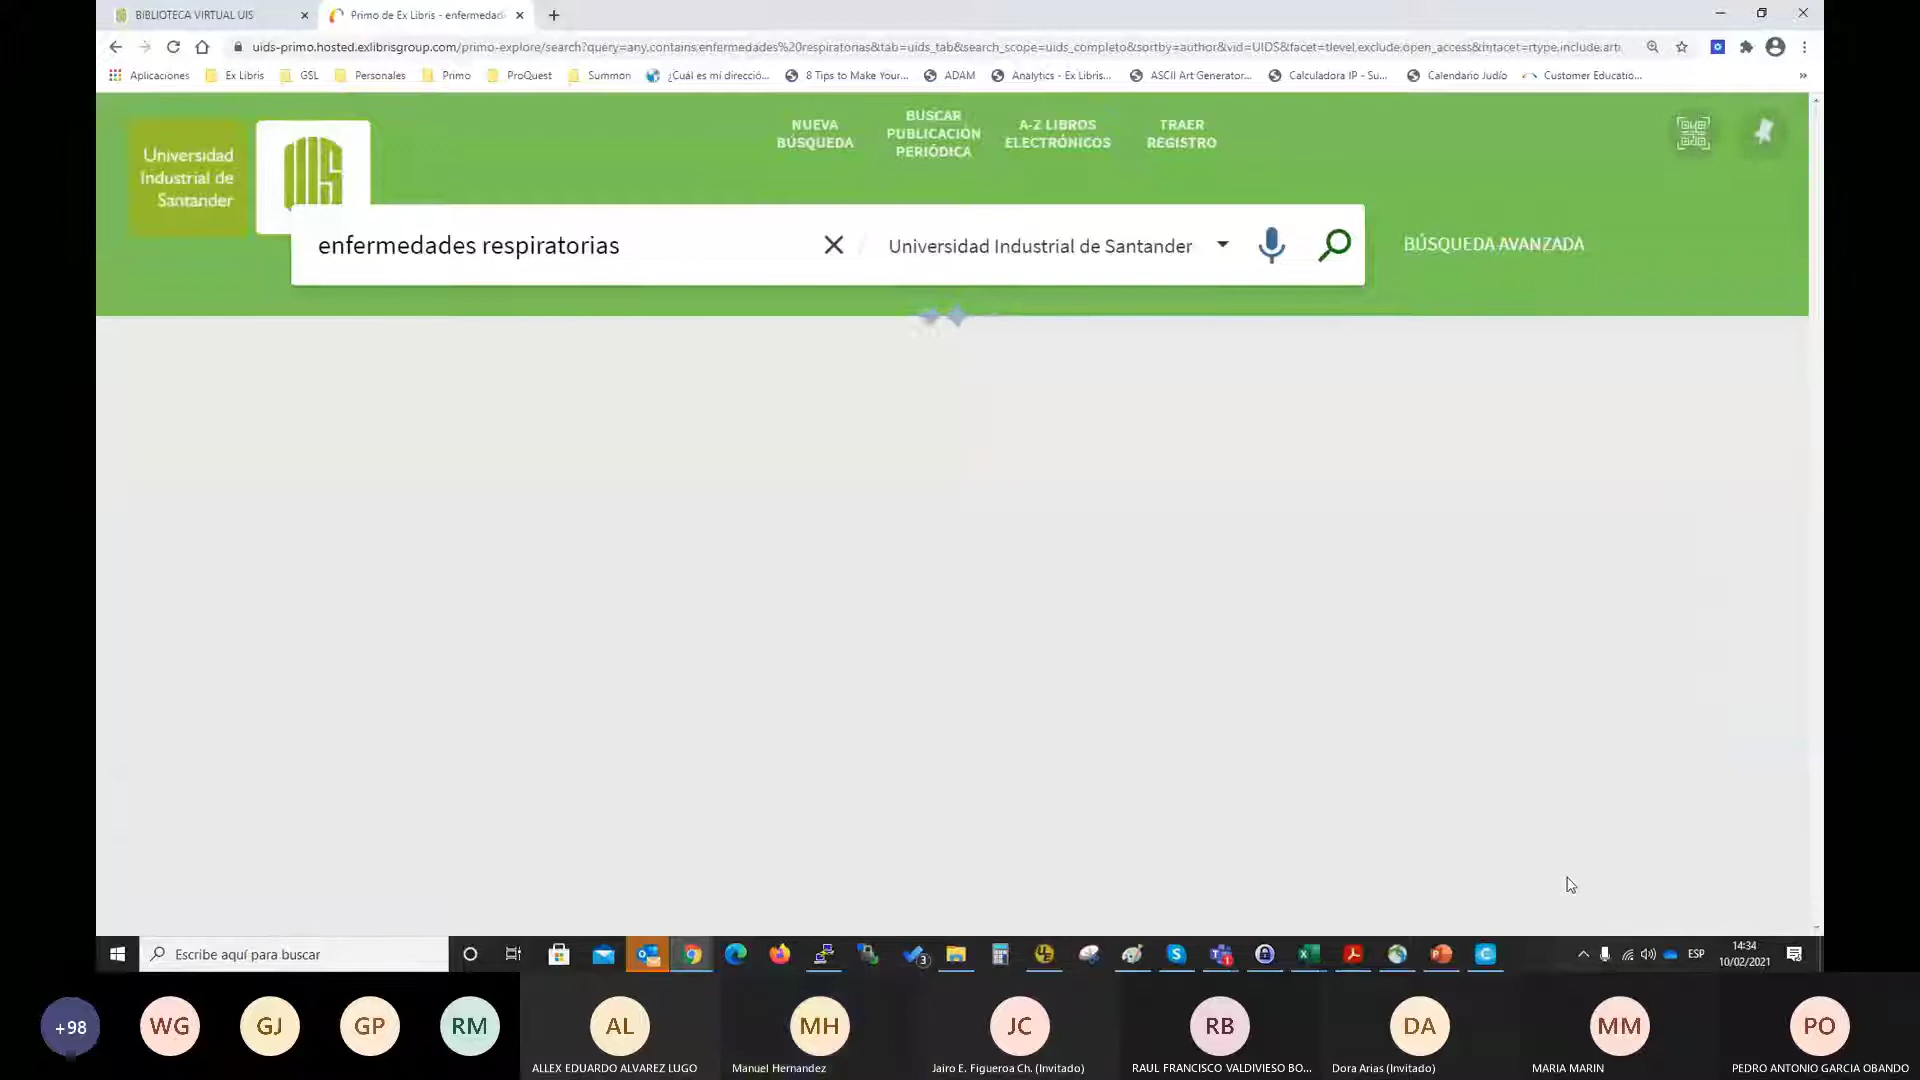 BIBLIOTECA VIRTUAL UIS
Primo de Ex Libris - enfermedad
uids-primo.hosted.exlibrisgroup.com/primo-explore/search?query=any,contains,enfermedades%20respiratorias&tab=uids_tab&search_scope=uids_completo&sortby=author&vid=UIDS&facet=tlevel,exclude,open_access&mfacet=rtype,include,arti
Aplicaciones Ex Libris GSL Personales Primo ProQuest Summon ¿Cuál es mi direcció... 8 Tips to Make Your... ADAM Analytics - Ex Libris... ASCII Art Generator... Calculadora IP - Su... Calendario Judío Customer Educatio... »
Universidad
Industrial de
Santander
UIS
NUEVA
BÚSQUEDA
BUSCAR
PUBLICACIÓN
PERIÓDICA
A-Z LIBROS
ELECTRÓNICOS
TRAER
REGISTRO
enfermedades respiratorias
Universidad Industrial de Santander
BÚSQUEDA AVANZADA
Escribe aquí para buscar
3
1
ESP
14:34
10/02/2021
+98 WG GJ GP RM AL MH JC RB DA MM PO
ALLEX EDUARDO ALVAREZ LUGO Manuel Hernandez Jairo E. Figueroa Ch. (Invitado) RAUL FRANCISCO VALDIVIESO BO... Dora Arias (Invitado) MARIA MARIN PEDRO ANTONIO GARCIA OBANDO